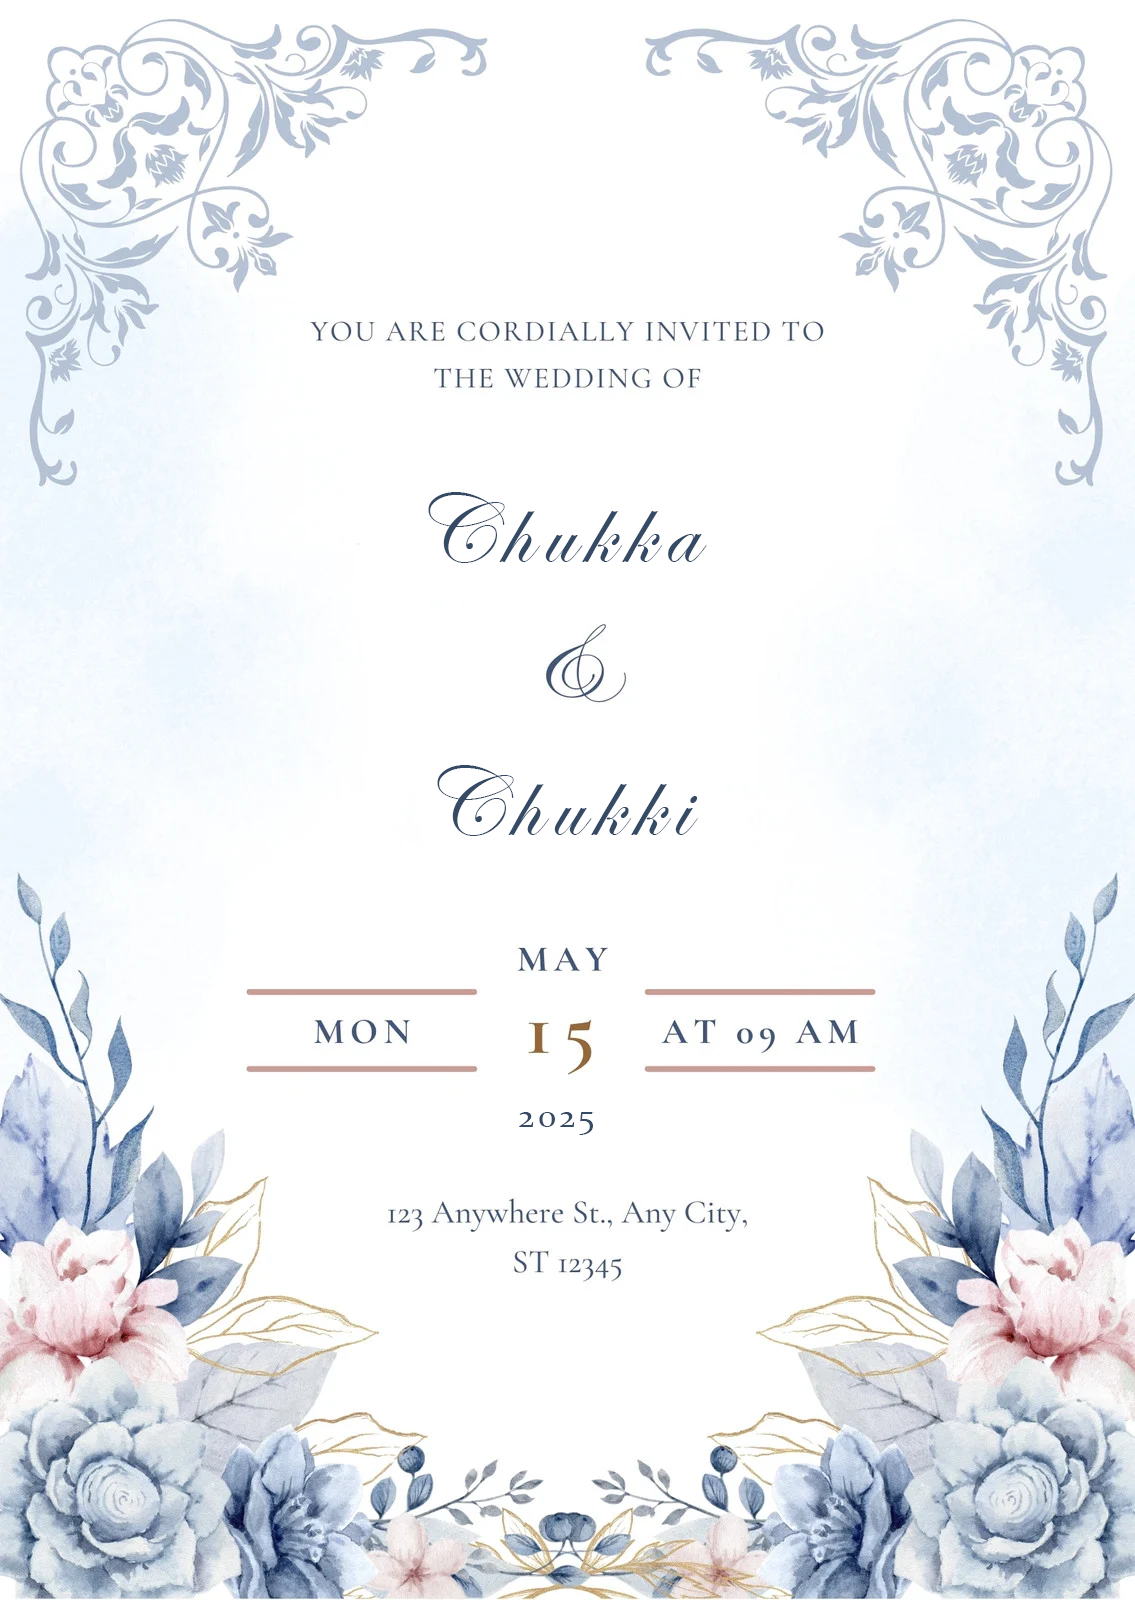 YOU ARE CORDIALLY INVITED TO
THE WEDDING OF
Chukka
&
Chukki
MAY
MON 15 AT 09 AM
2025
123 Anywhere St., Any City,
ST 12345